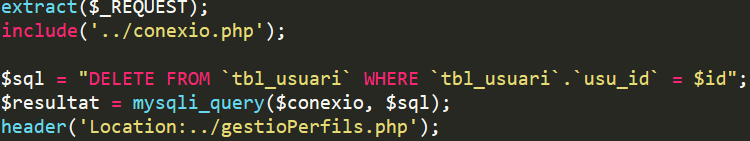 extract($_REQUEST);
include('../conexio.php');
$sql = "DELETE FROM `tbl_usuari` WHERE `tbl_usuari`.`usu_id` = $id";
$resultat = mysqli_query($conexio, $sql);
header('Location:../gestioPerfils.php');